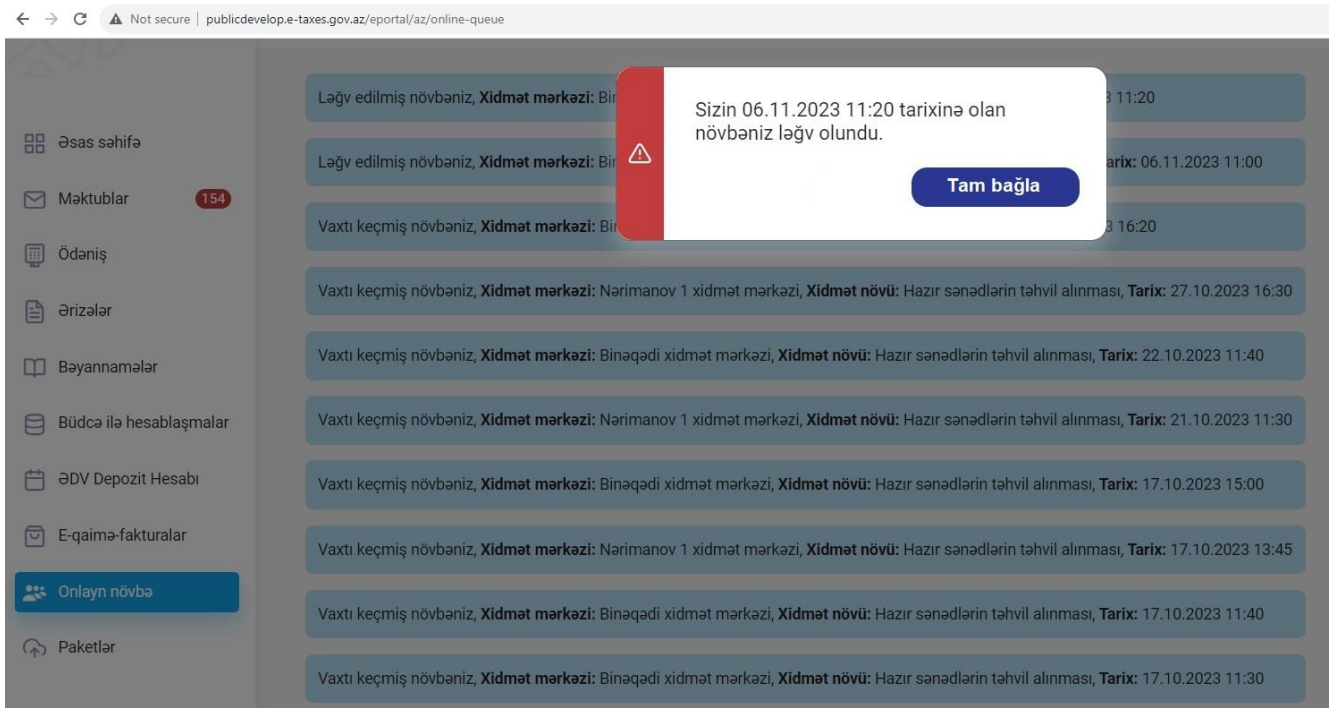 Not secure | publicdevelop.e-taxes.gov.az/eportal/az/online-queue
Əsas səhifə
Məktublar 154
Ödəniş
Ərizələr
Bəyannamələr
Büdcə ilə hesablaşmalar
ƏDV Depozit Hesabı
E-qaimə-fakturalar
Onlayn növbə
Paketlər
Sizin 06.11.2023 11:20 tarixinə olan
növbəniz ləğv olundu.
Tam bağla
Ləğv edilmiş növbəniz, Xidmət mərkəzi: 11:20
Ləğv edilmiş növbəniz, Xidmət mərkəzi: 06.11.2023 11:00
Vaxtı keçmiş növbəniz, Xidmət mərkəzi: 16:20
Vaxtı keçmiş növbəniz, Xidmət mərkəzi: Nərimanov 1 xidmət mərkəzi, Xidmət növü: Hazır sənədlərin təhvil alınması, Tarix: 27.10.2023 16:30
Vaxtı keçmiş növbəniz, Xidmət mərkəzi: Binəqədi xidmət mərkəzi, Xidmət növü: Hazır sənədlərin təhvil alınması, Tarix: 22.10.2023 11:40
Vaxtı keçmiş növbəniz, Xidmət mərkəzi: Nərimanov 1 xidmət mərkəzi, Xidmət növü: Hazır sənədlərin təhvil alınması, Tarix: 21.10.2023 11:30
Vaxtı keçmiş növbəniz, Xidmət mərkəzi: Binəqədi xidmət mərkəzi, Xidmət növü: Hazır sənədlərin təhvil alınması, Tarix: 17.10.2023 15:00
Vaxtı keçmiş növbəniz, Xidmət mərkəzi: Nərimanov 1 xidmət mərkəzi, Xidmət növü: Hazır sənədlərin təhvil alınması, Tarix: 17.10.2023 13:45
Vaxtı keçmiş növbəniz, Xidmət mərkəzi: Binəqədi xidmət mərkəzi, Xidmət növü: Hazır sənədlərin təhvil alınması, Tarix: 17.10.2023 11:40
Vaxtı keçmiş növbəniz, Xidmət mərkəzi: Binəqədi xidmət mərkəzi, Xidmət növü: Hazır sənədlərin təhvil alınması, Tarix: 17.10.2023 11:30